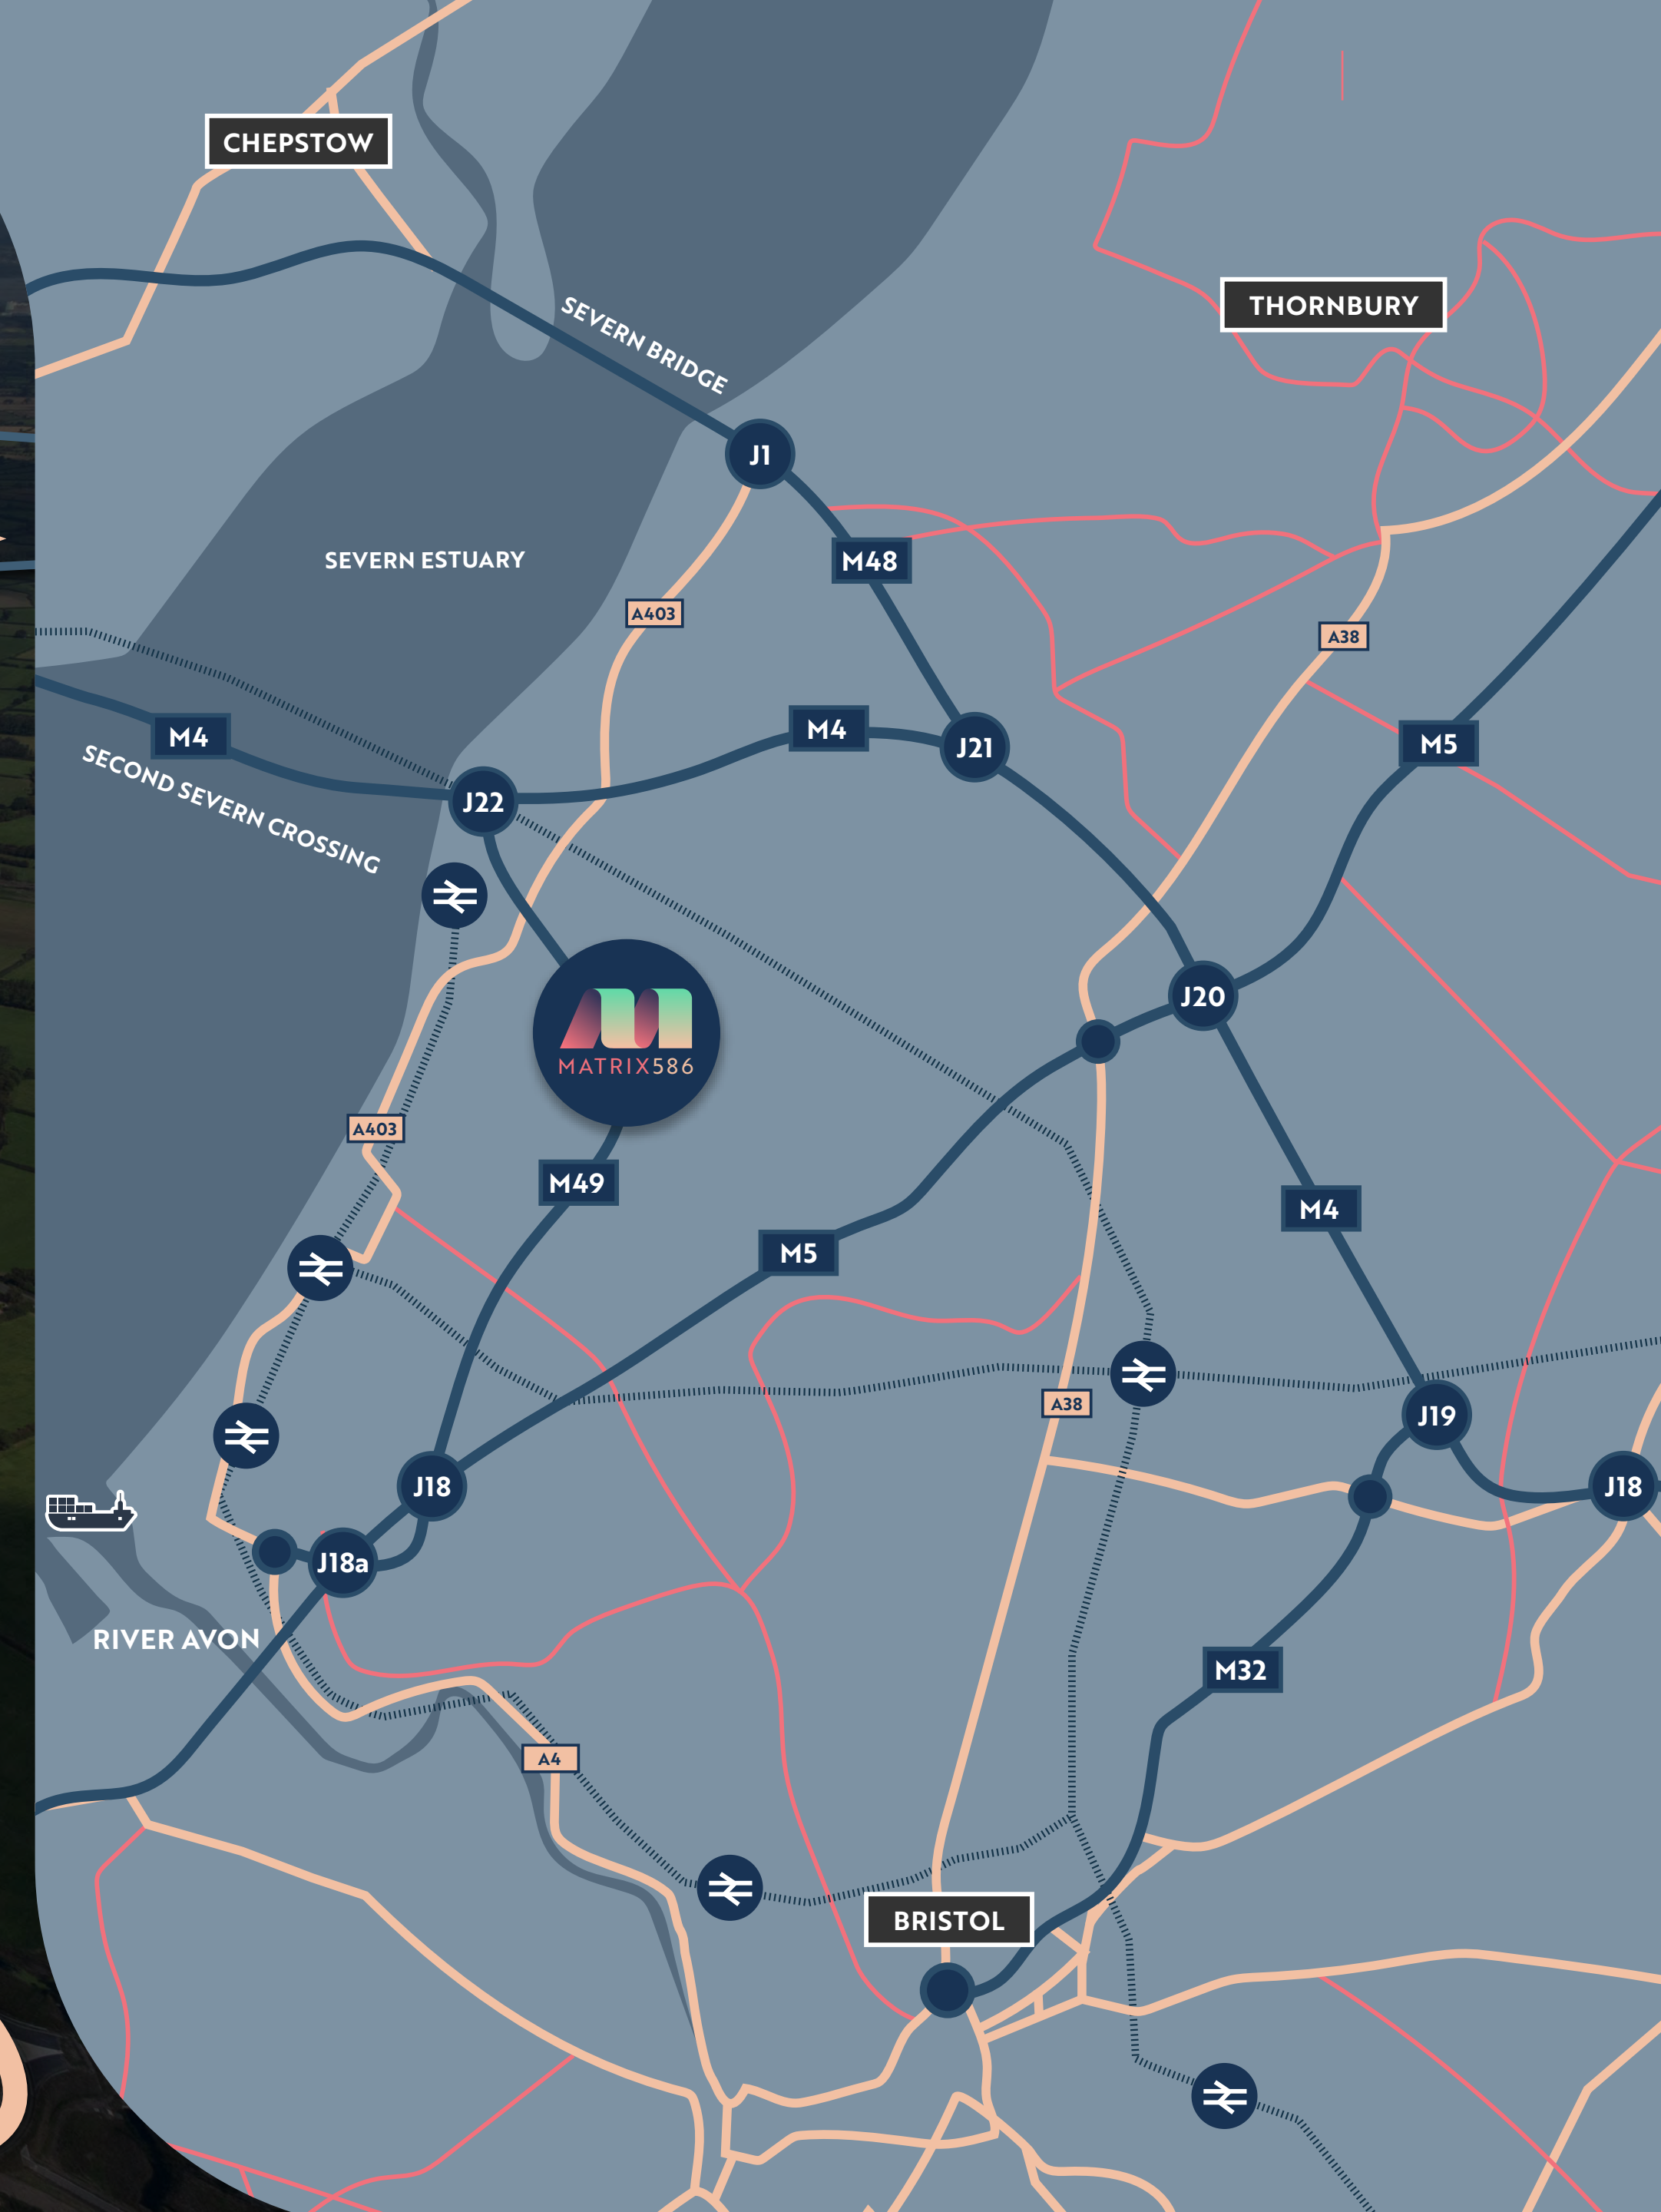 CHEPSTOW
THORNBURY
SEVERN BRIDGE
J1
SEVERN ESTUARY
M48
A403
A38
M4
M4
J21
M5
SECOND SEVERN CROSSING
J22
J20
MATRIX586
A403
M49
M4
M5
A38
J19
J18
J18
J18a
RIVER AVON
M32
A4
BRISTOL